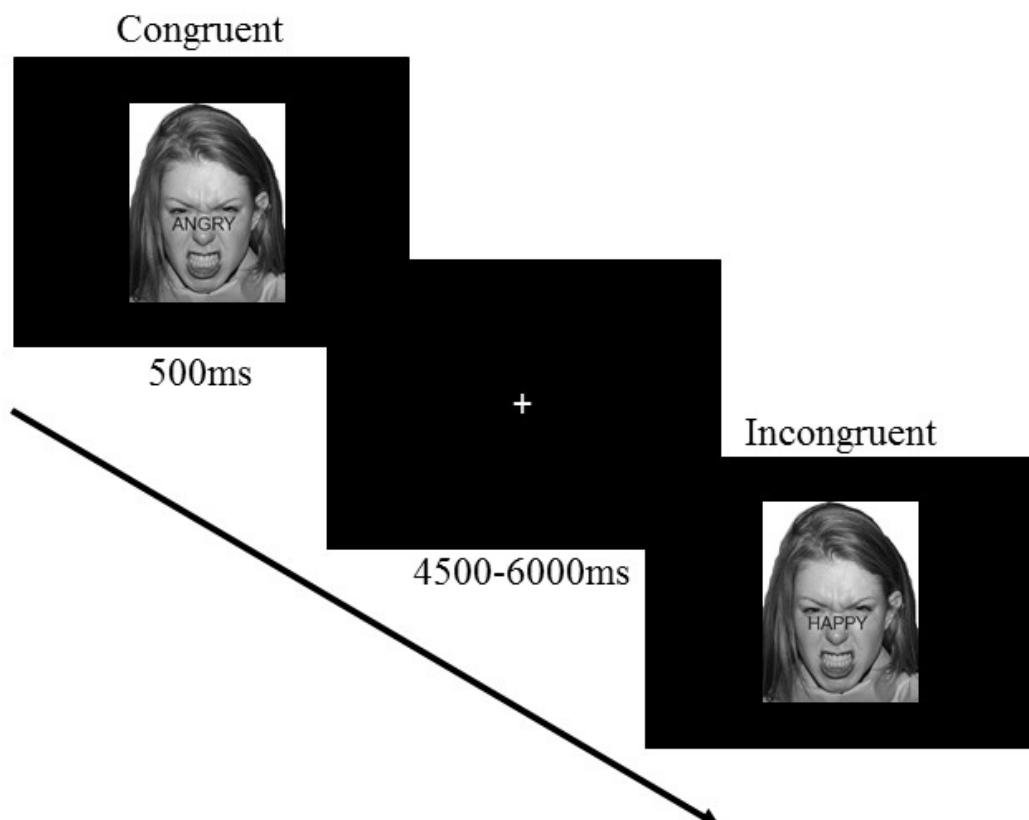 Congruent
ANGRY
500ms
+
4500-6000ms
Incongruent
HAPPY